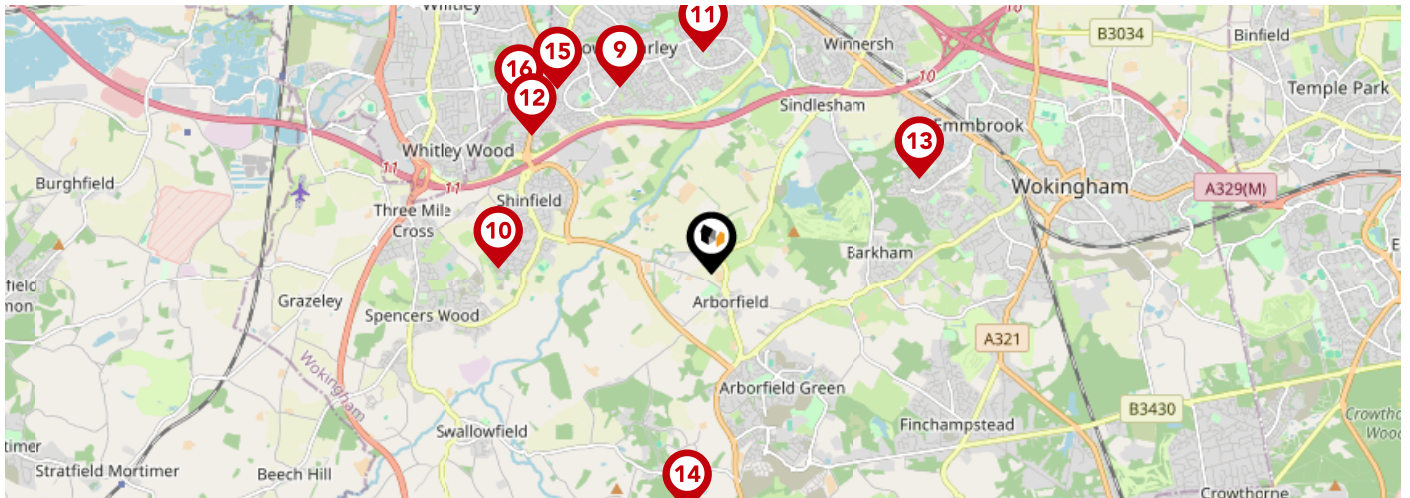 Whitley
11
10
B3034
Binfield
15
9
Winnersh
16
10
12
Temple Park
Sindlesham
13
Emmbrook
Whitley Wood
11
11
Burghfield
Wokingham
A329(M)
Three Mile
Cross
Shinfield
10
Barkham
Grazeley
Arborfield
Spencers Wood
A321
Wokingham
Arborfield Green
B3430
Finchampstead
Swallowfield
14
Stratfield Mortimer
Beech Hill
Crowthorne